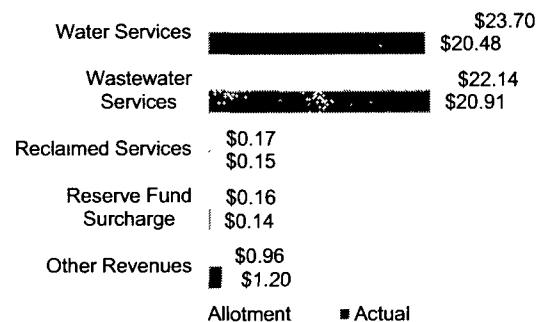 $23.70
Water Services
$20.48
Wastewater
Services
$22.14
$20.91
Reclaimed Services
$0.17
$0.15
Reserve Fund
Surcharge
$0.16
$0.14
Other Revenues
$0.96
$1.20
Allotment
Actual